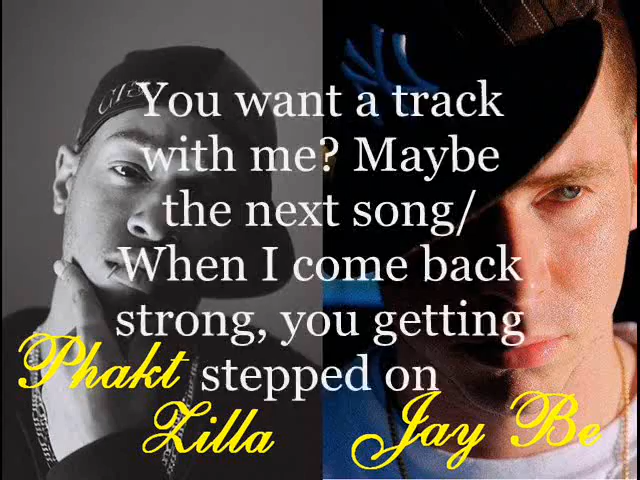 You want a track
with me? Maybe
the next song/
When I come back
strong, you getting
stepped on
Phakt
Zilla
Jay Be
NY